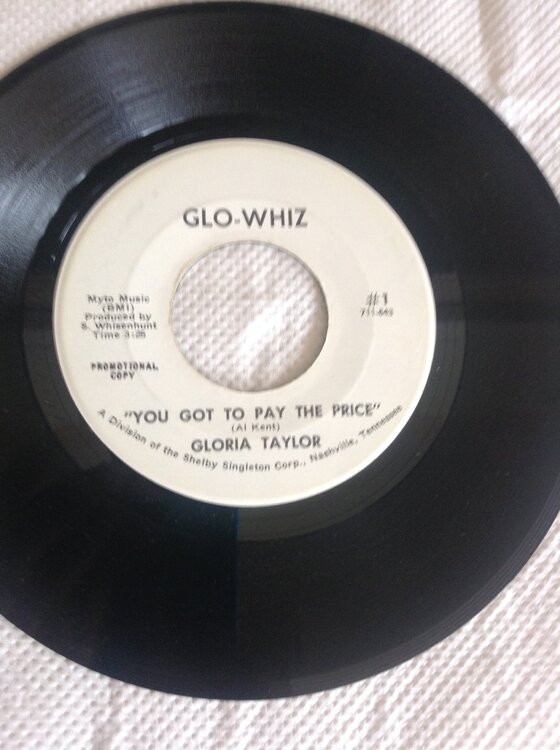 GLO-WHIZ
Myto Music
(BMI)
Produced by
S. Whisenhunt
Time 3:26
PROMOTIONAL
COPY
#1
"YOU GOT TO PAY THE PRICE"
(Al Kent)
GLORIA TAYLOR
A Division of the Shelby Singleton Corp., Nashville, Tennessee